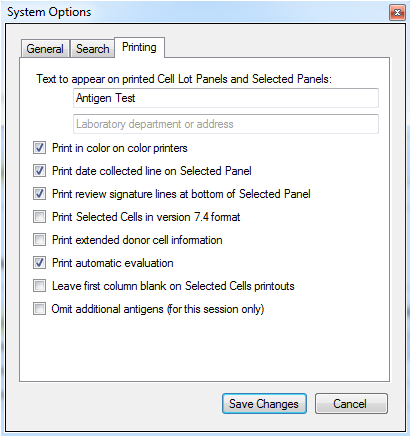 System Options
General Search Printing
Text to appear on printed Cell Lot Panels and Selected Panels:
Antigen Test
Laboratory department or address
Print in color on color printers
Print date collected line on Selected Panel
Print review signature lines at bottom of Selected Panel
Print Selected Cells in version 7.4 format
Print extended donor cell information
Print automatic evaluation
Leave first column blank on Selected Cells printouts
Omit additional antigens (for this session only)
Save Changes Cancel